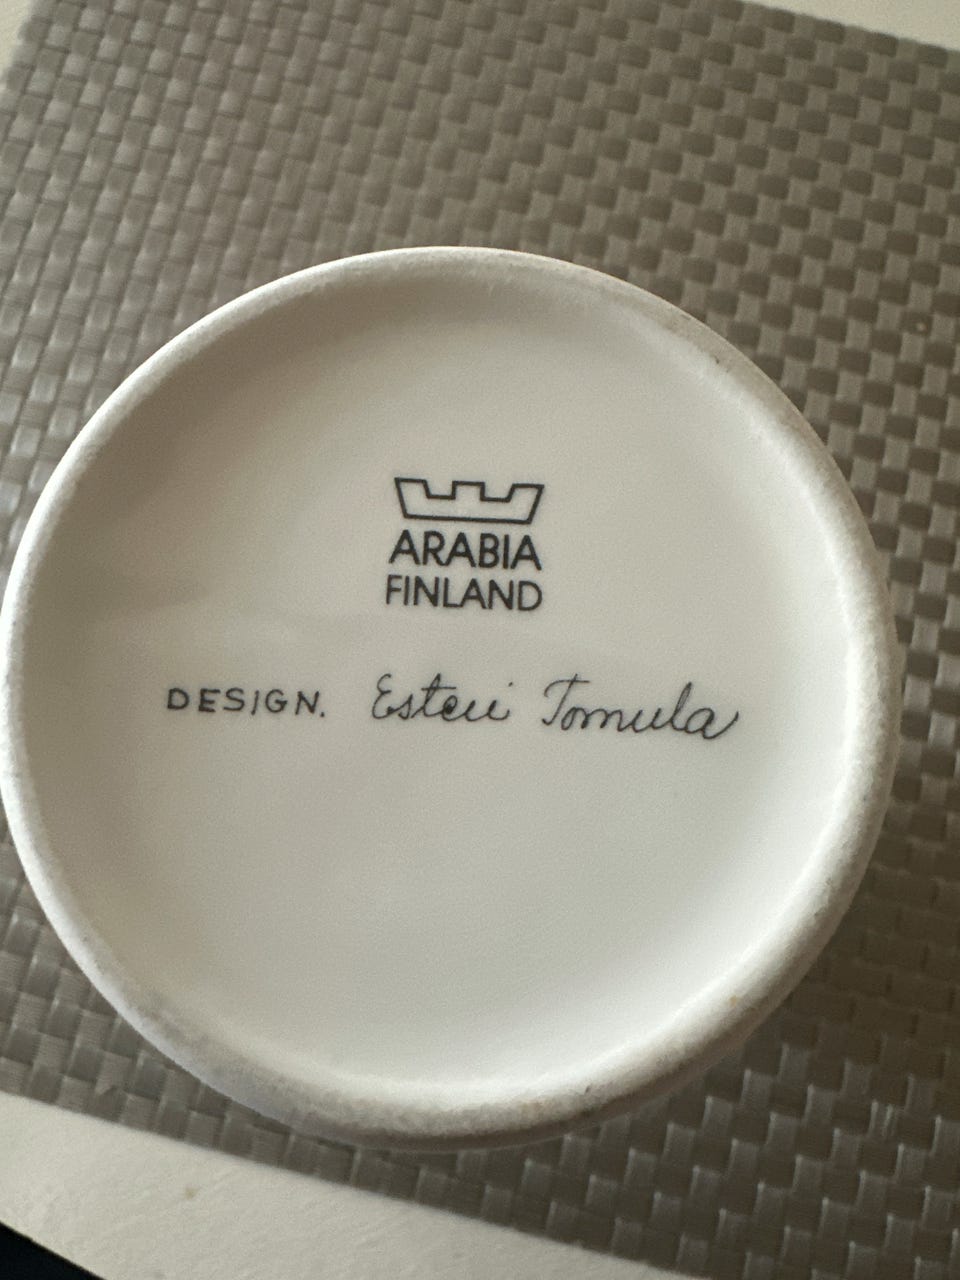 ARABIA
FINLAND
DESIGN. Esteri Tomula